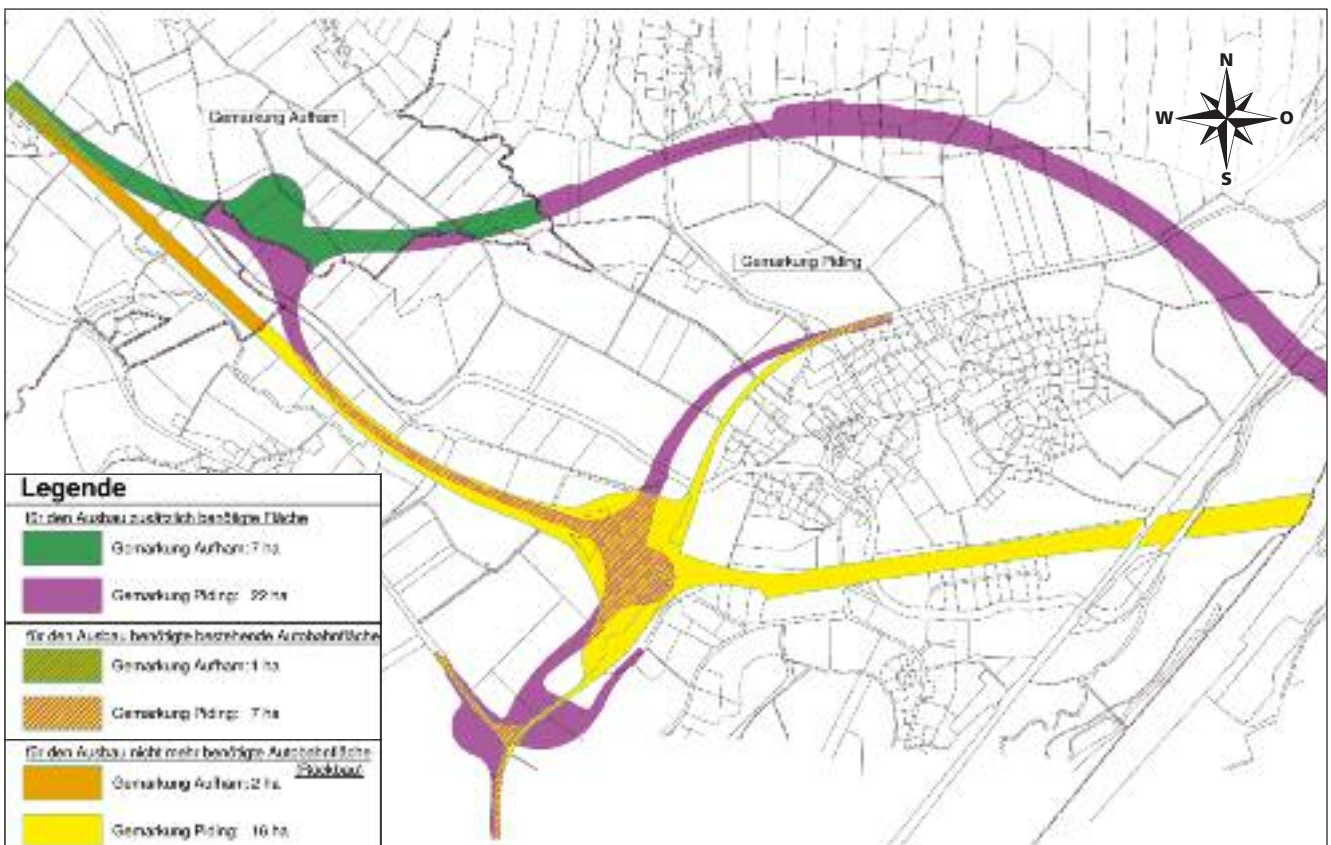 N
W O
S
Gemarkung Aufham
Gemarkung Piding
Legende
für den Ausbau zusätzlich benötigte Fläche
Gemarkung Aufham: 7 ha
Gemarkung Piding: 22 ha
für den Ausbau benötigte bestehende Autobahnfläche
Gemarkung Aufham: 1 ha
Gemarkung Piding: 7 ha
für den Ausbau nicht mehr benötigte Autobahnfläche
(Rückbau)
Gemarkung Aufham: 2 ha
Gemarkung Piding: 16 ha